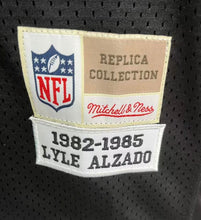 NFL
REPLICA
COLLECTION
Mitchell & Ness
1982-1985
LYLE ALZADO